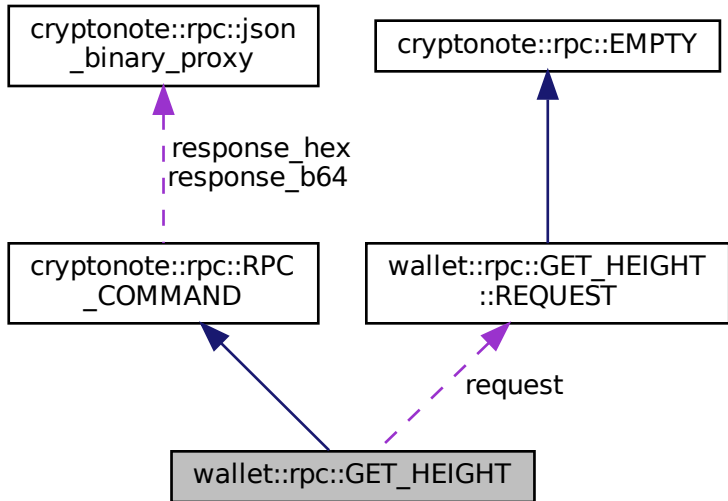 cryptonote::rpc::json
_binary_proxy
cryptonote::rpc::EMPTY
response_hex
response_b64
cryptonote::rpc::RPC
_COMMAND
wallet::rpc::GET_HEIGHT
::REQUEST
request
wallet::rpc::GET_HEIGHT